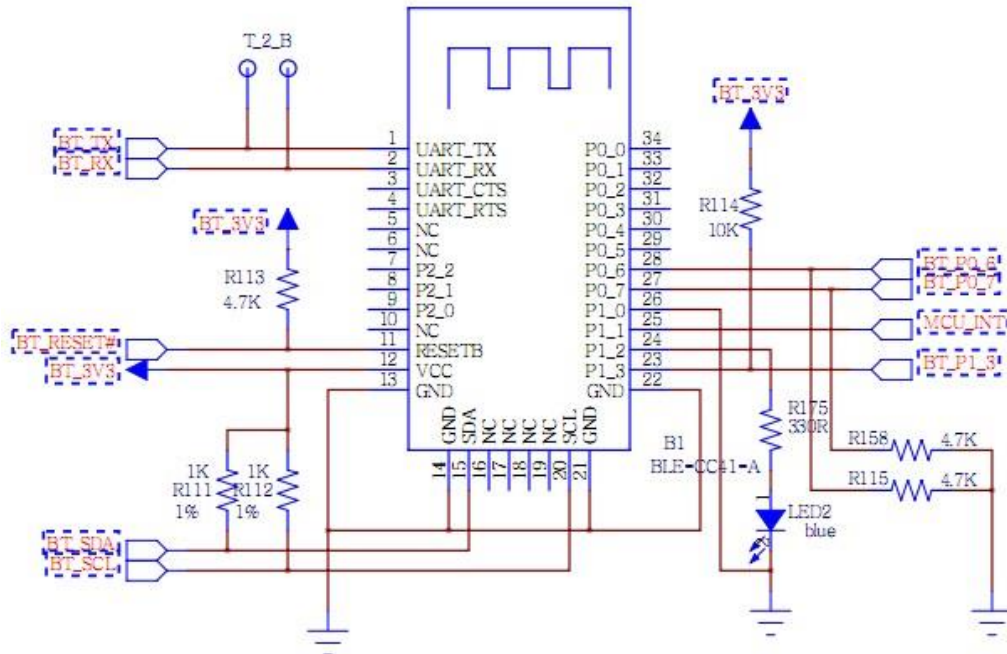 T_2_B
BT_TX
BT_RX
BT_3V3
R113
4.7K
BT_RESET#
BT_3V3
1K
R111
1%
1K
R112
1%
BT_SDA
BT_SCL
1 UART_TX
2 UART_RX
3 UART_CTS
4 UART_RTS
5 NC
6 NC
7 P2_2
8 P2_1
9 P2_0
10 NC
11 RESETB
12 VCC
13 GND
14 GND
15 SDA
16 NC
17 NC
18 NC
19 NC
20 SCL
21 GND
P0_0 34
P0_1 33
P0_2 32
P0_3 31
P0_4 30
P0_5 29
P0_6 28
P0_7 27
P1_0 26
P1_1 25
P1_2 24
P1_3 23
GND 22
B1
BLE-CC41-A
BT_3V3
R114
10K
BT_P0_6
BT_P0_7
BT_P1_3
R175
330R
R158 4.7K
R115 4.7K
1
LED2
blue
2